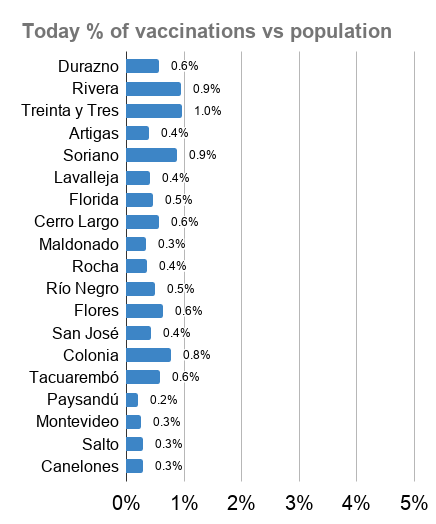 Today % of vaccinations vs population
Durazno 0.6%
Rivera 0.9%
Treinta y Tres 1.0%
Artigas 0.4%
Soriano 0.9%
Lavalleja 0.4%
Florida 0.5%
Cerro Largo 0.6%
Maldonado 0.3%
Rocha 0.4%
Río Negro 0.5%
Flores 0.6%
San José 0.4%
Colonia 0.8%
Tacuarembó 0.6%
Paysandú 0.2%
Montevideo 0.3%
Salto 0.3%
Canelones 0.3%
0% 1% 2% 3% 4% 5%